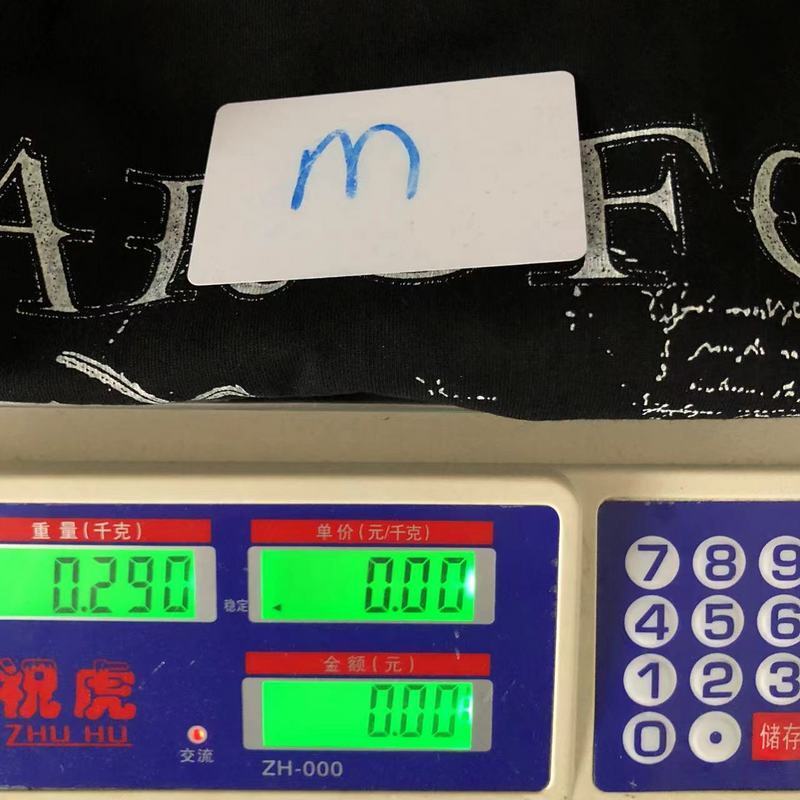 m
重量(千克)
单价(元/千克)
0.290
稳定
0.00
金额(元)
0.00
祝虎
ZHU HU
交流
ZH-000
7 8 9
4 5 6
1 2 3
0 •
储存